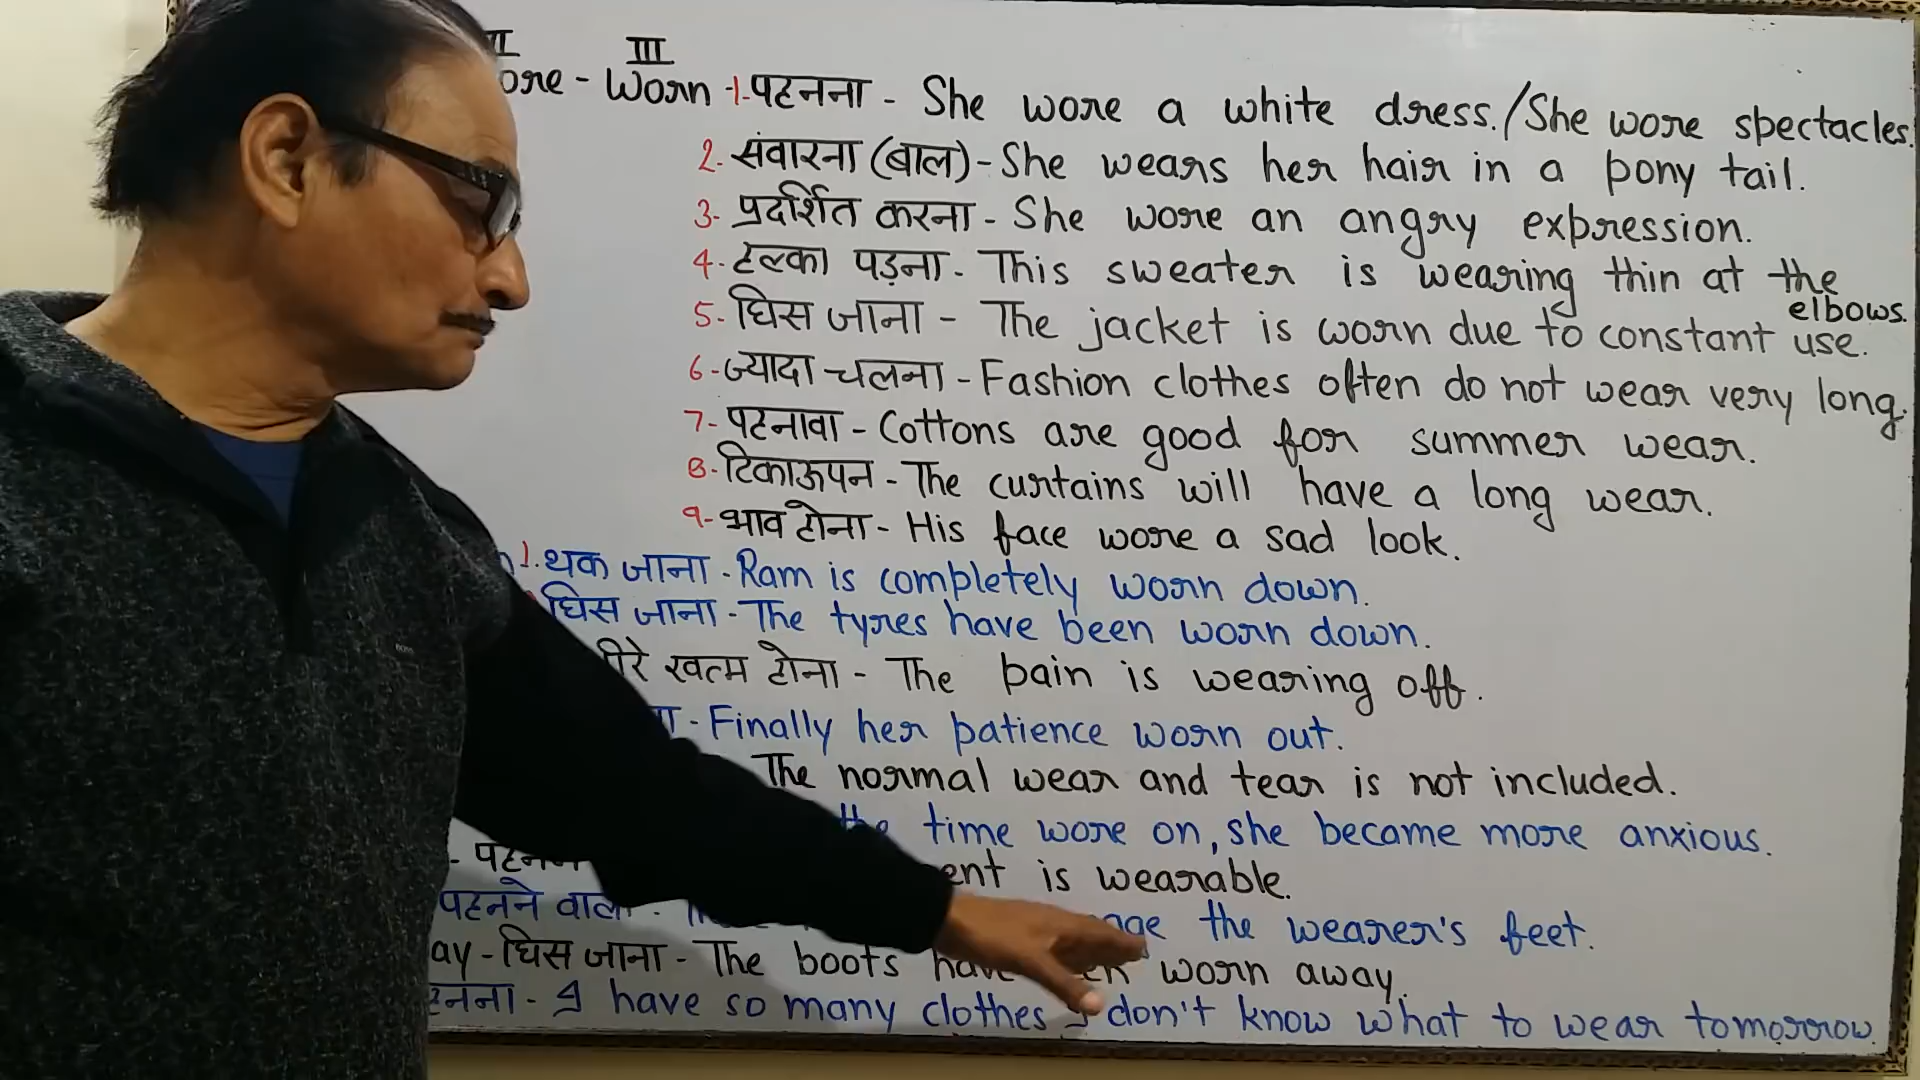 II III
ore - Worn -1- पहनना - She wore a white dress./She wore spectacles.
2. संवारना (बाल) - She wears her hair in a pony tail.
3- प्रदर्शित करना - She wore an angry expression.
4- हल्का पड़ना - This sweater is wearing thin at the elbows.
5- घिस जाना - The jacket is worn due to constant use.
6- ज्यादा चलना - Fashion clothes often do not wear very long.
7- पहनावा - Cottons are good for summer wear.
8- टिकाऊपन - The curtains will have a long wear.
9- भाव होना - His face wore a sad look.
1. थक जाना - Ram is completely worn down.
घिस जाना - The tyres have been worn down.
ीरे खत्म होना - The pain is wearing off.
ना - Finally her patience worn out.
The normal wear and tear is not included.
the time wore on, she became more anxious.
- पहनन ent is wearable.
पहनने वाला - age the wearer's feet.
ay - घिस जाना - The boots have een worn away.
हनना - I have so many clothes I don't know what to wear tomorrow.